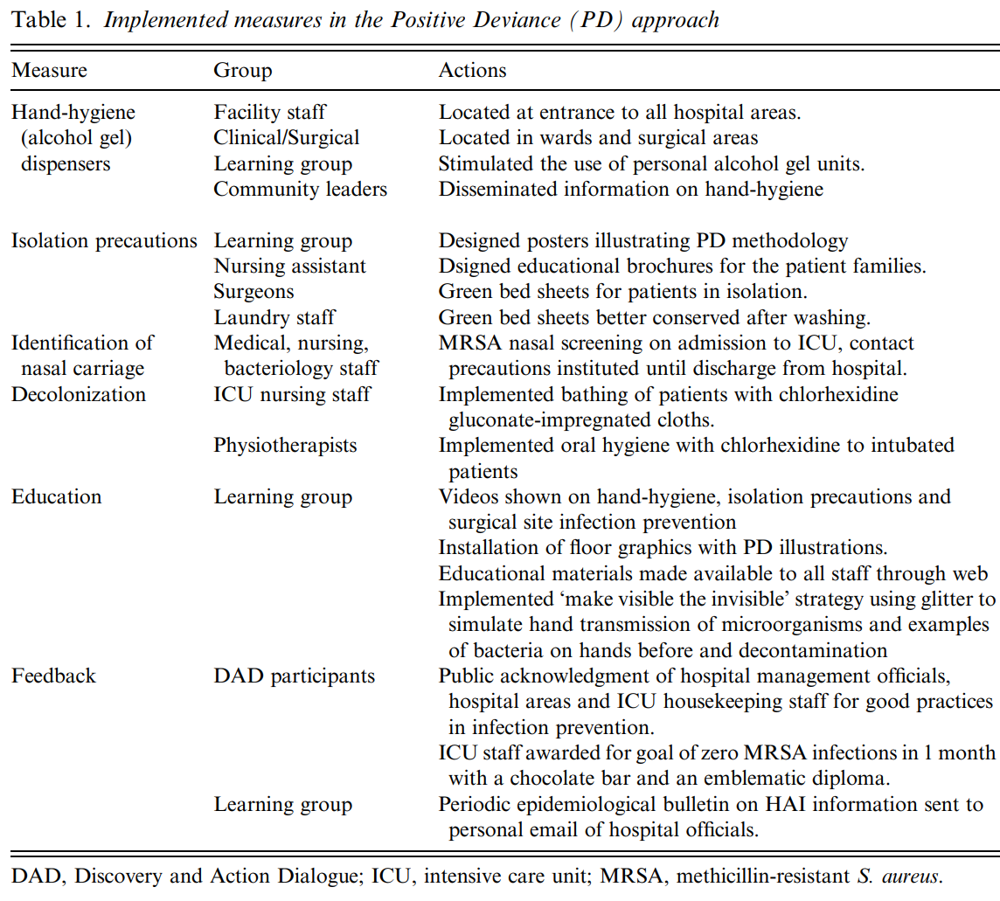 Table 1. Implemented measures in the Positive Deviance (PD) approach
Measure Group Actions
Hand-hygiene Facility staff Located at entrance to all hospital areas.
(alcohol gel) Clinical/Surgical Located in wards and surgical areas
dispensers Learning group Stimulated the use of personal alcohol gel units.
Community leaders Disseminated information on hand-hygiene
Isolation precautions Learning group Designed posters illustrating PD methodology
Nursing assistant Dsigned educational brochures for the patient families.
Surgeons Green bed sheets for patients in isolation.
Laundry staff Green bed sheets better conserved after washing.
Identification of Medical, nursing, MRSA nasal screening on admission to ICU, contact
nasal carriage bacteriology staff precautions instituted until discharge from hospital.
Decolonization ICU nursing staff Implemented bathing of patients with chlorhexidine
gluconate-impregnated cloths.
Physiotherapists Implemented oral hygiene with chlorhexidine to intubated
patients
Education Learning group Videos shown on hand-hygiene, isolation precautions and
surgical site infection prevention
Installation of floor graphics with PD illustrations.
Educational materials made available to all staff through web
Implemented ‘make visible the invisible’ strategy using glitter to
simulate hand transmission of microorganisms and examples
of bacteria on hands before and decontamination
Feedback DAD participants Public acknowledgment of hospital management officials,
hospital areas and ICU housekeeping staff for good practices
in infection prevention.
ICU staff awarded for goal of zero MRSA infections in 1 month
with a chocolate bar and an emblematic diploma.
Learning group Periodic epidemiological bulletin on HAI information sent to
personal email of hospital officials.
DAD, Discovery and Action Dialogue; ICU, intensive care unit; MRSA, methicillin-resistant S. aureus.